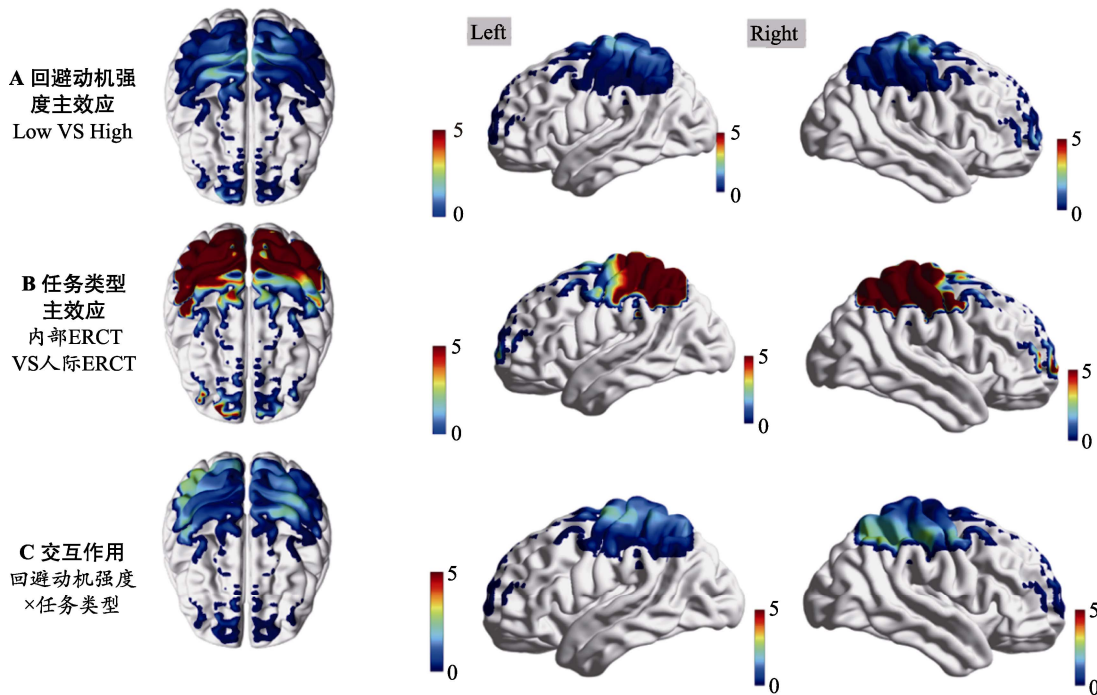 Left
Right
A 回避动机强
度主效应
Low VS High
5
0
5
0
5
0
B 任务类型
主效应
内部ERCT
VS人际ERCT
5
0
5
0
5
0
C 交互作用
回避动机强度
×任务类型
5
0
5
0
5
0